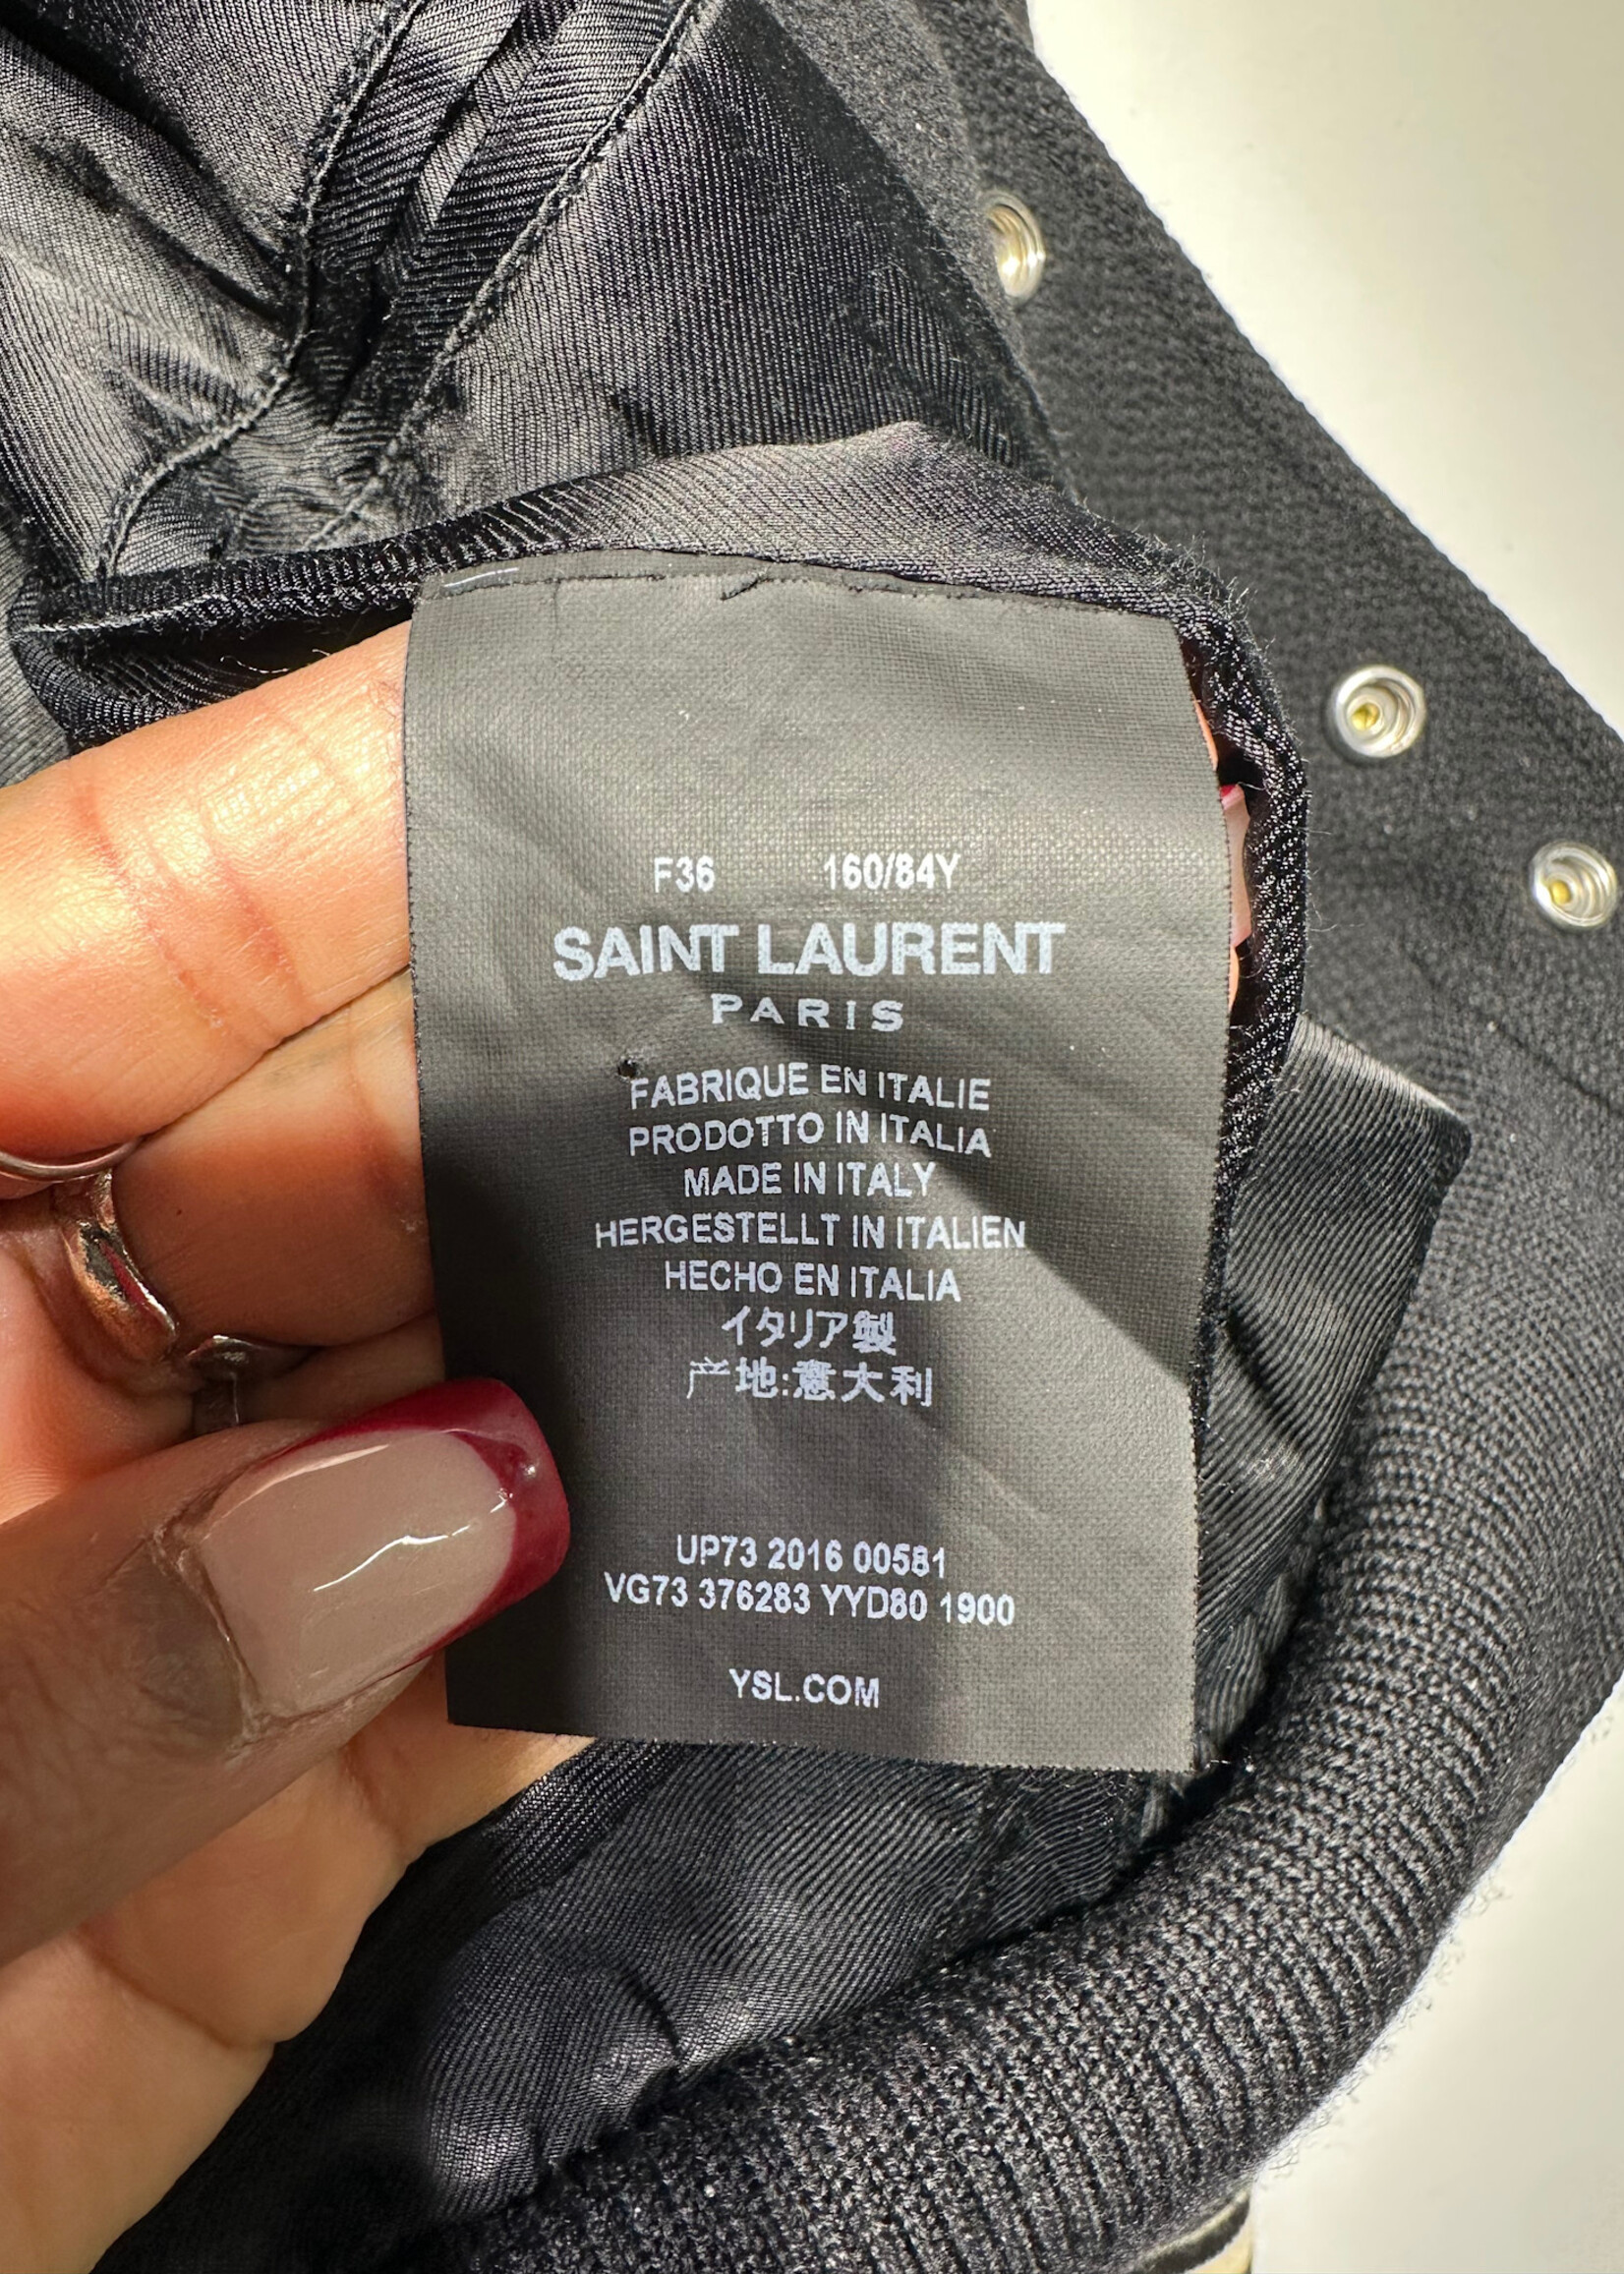 F36 160/84Y
SAINT LAURENT
PARIS
FABRIQUE EN ITALIE
PRODOTTO IN ITALIA
MADE IN ITALY
HERGESTELLT IN ITALIEN
HECHO EN ITALIA
イタリア製
产地:意大利
UP73 2016 00581
VG73 376283 YYD80 1900
YSL.COM